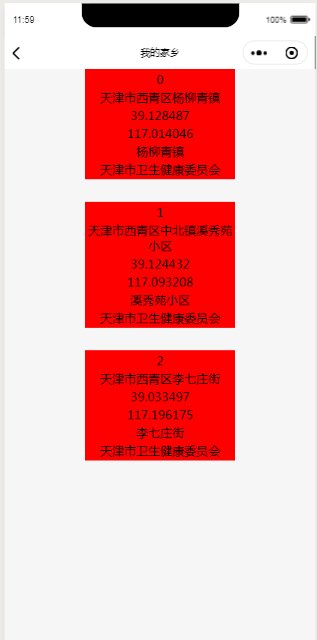 11:59
100%
我的家乡
0
天津市西青区杨柳青镇
39.128487
117.014046
杨柳青镇
天津市卫生健康委员会
1
天津市西青区中北镇溪秀苑
小区
39.124432
117.093208
溪秀苑小区
天津市卫生健康委员会
2
天津市西青区李七庄街
39.033497
117.196175
李七庄街
天津市卫生健康委员会